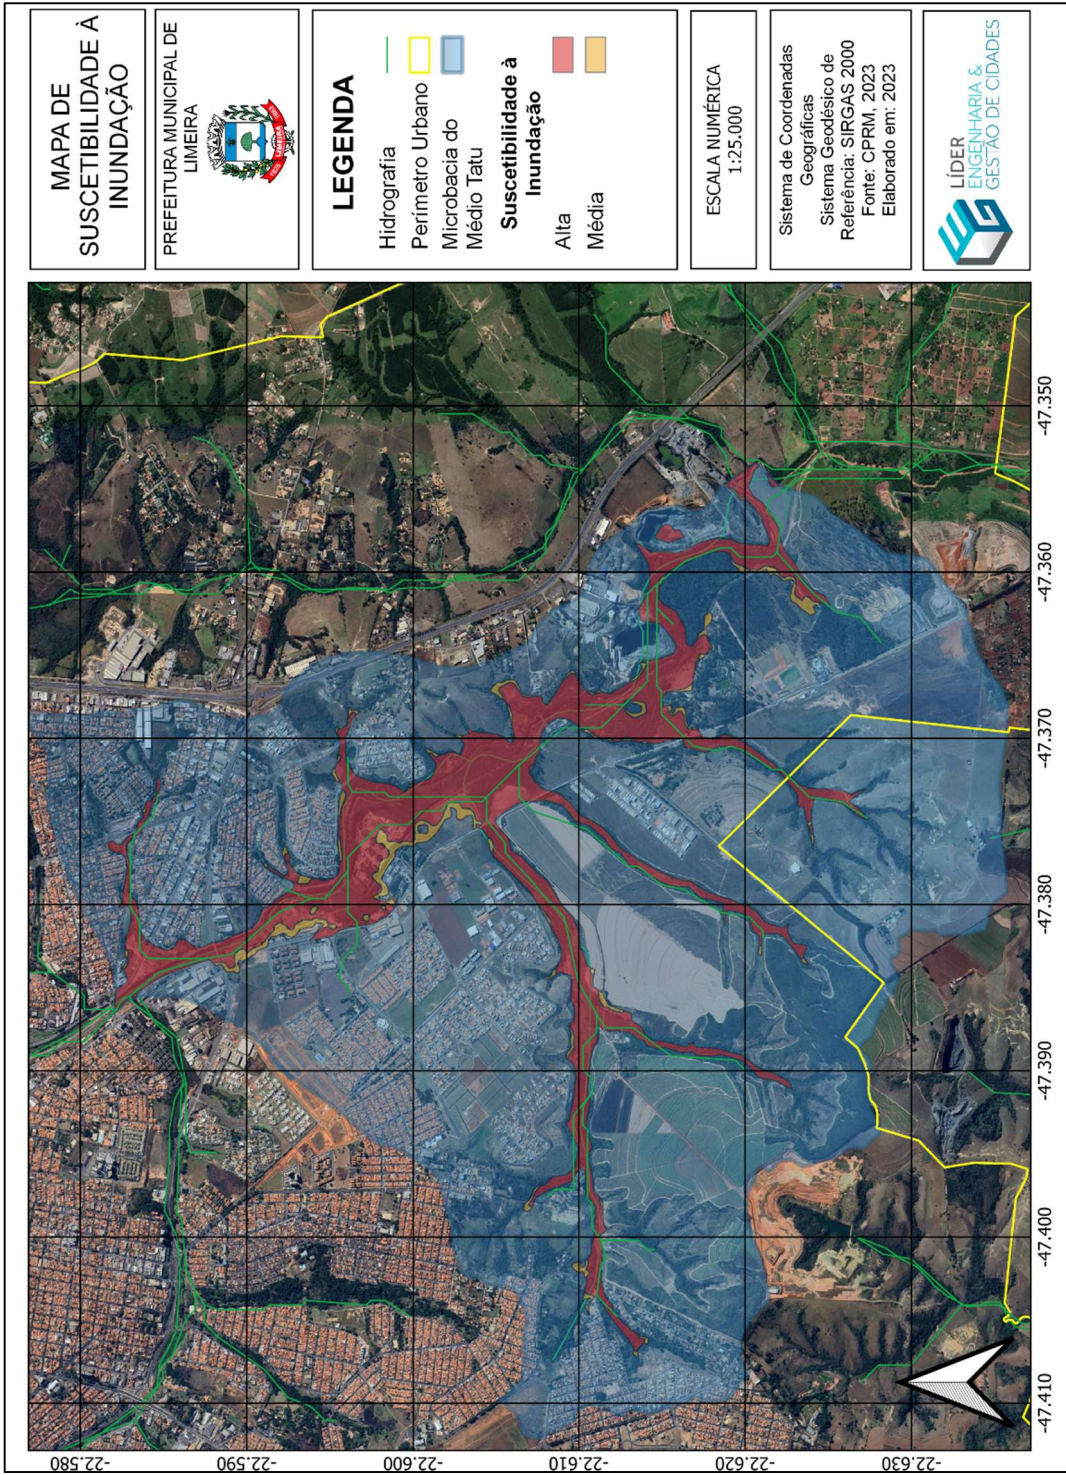 MAPA DE
SUSCETIBILIDADE À
INUNDAÇÃO
PREFEITURA MUNICIPAL DE
LIMEIRA
LIMEIRA
LEGENDA
Hidrografia
Perímetro Urbano
Microbacia do
Médio Tatu
Suscetibilidade à
Inundação
Alta
Média
ESCALA NUMÉRICA
1:25.000
Sistema de Coordenadas
Geográficas
Sistema Geodésico de
Referência: SIRGAS 2000
Fonte: CPRM, 2023
Elaborado em: 2023
LÍDER
ENGENHARIA &
GESTÃO DE CIDADES
-22.580
-22.590
-22.600
-22.610
-22.620
-22.630
-47.410
-47.400
-47.390
-47.380
-47.370
-47.360
-47.350